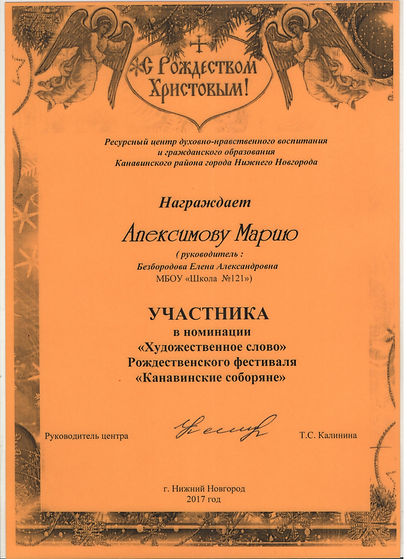 С Рождеством
Христовым!
Ресурсный центр духовно-нравственного воспитания
и гражданского образования
Канавинского района города Нижнего Новгорода
Награждает
Апексимову Марию
( руководитель :
Безбородова Елена Александровна
МБОУ «Школа №121»)
УЧАСТНИКА
в номинации
«Художественное слово»
Рождественского фестиваля
«Канавинские соборяне»
Руководитель центра
Т.С. Калинина
г. Нижний Новгород
2017 год